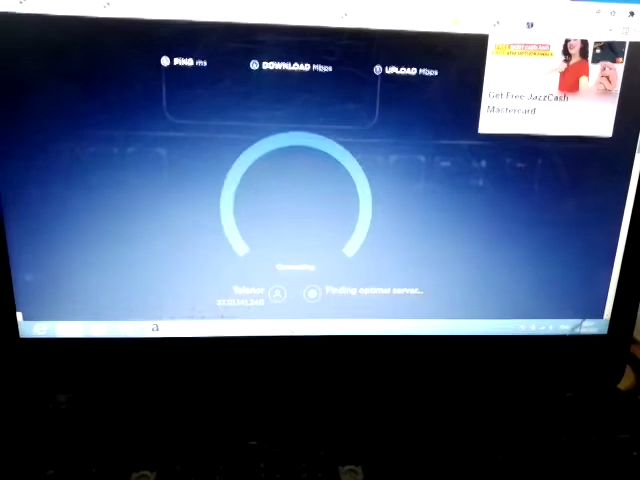 PING ms
DOWNLOAD Mbps
UPLOAD Mbps
Get Free JazzCash
Mastercard
Connecting
Telenor
Finding optimal server...